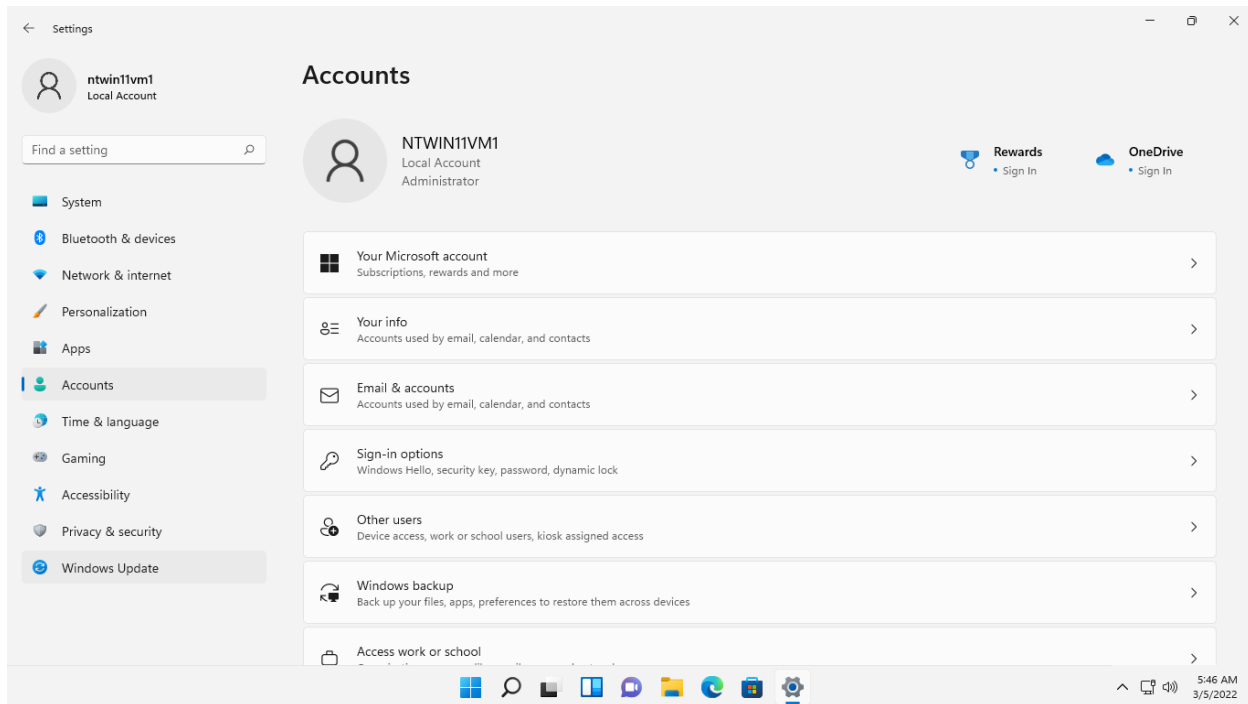 Settings
ntwin11vm1
Local Account
Find a setting
System
Bluetooth & devices
Network & internet
Personalization
Apps
Accounts
Time & language
Gaming
Accessibility
Privacy & security
Windows Update
Accounts
NTWIN11VM1
Local Account
Administrator
Rewards
• Sign In
OneDrive
• Sign In
Your Microsoft account
Subscriptions, rewards and more
Your info
Accounts used by email, calendar, and contacts
Email & accounts
Accounts used by email, calendar, and contacts
Sign-in options
Windows Hello, security key, password, dynamic lock
Other users
Device access, work or school users, kiosk assigned access
Windows backup
Back up your files, apps, preferences to restore them across devices
Access work or school
5:46 AM
3/5/2022